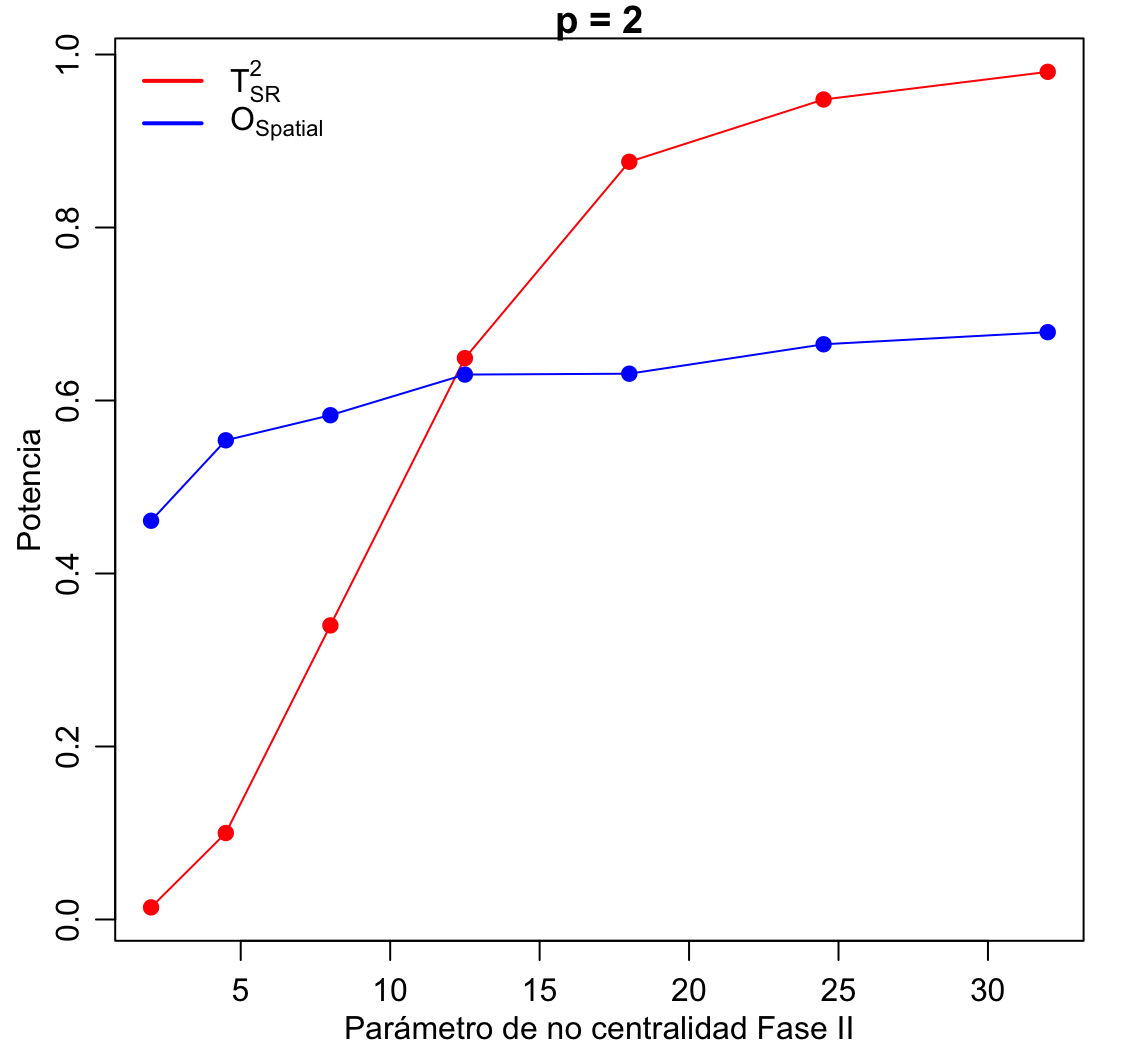 p = 2
T²SR
OSpatial
1.0
0.8
0.6
0.4
0.2
0.0
Potencia
5 10 15 20 25 30
Parámetro de no centralidad Fase II